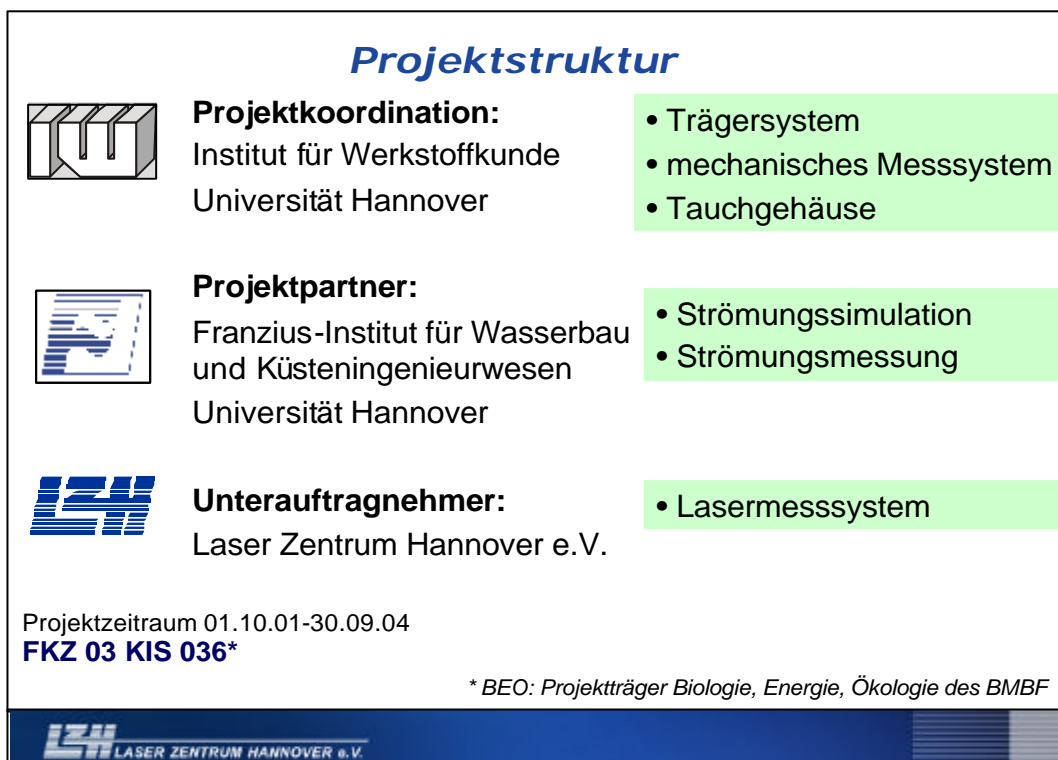 Projektstruktur
Projektkoordination:
Institut für Werkstoffkunde
Universität Hannover
• Trägersystem
• mechanisches Messsystem
• Tauchgehäuse
Projektpartner:
Franzius-Institut für Wasserbau
und Küsteningenieurwesen
Universität Hannover
• Strömungssimulation
• Strömungsmessung
LZH
Unterauftragnehmer:
Laser Zentrum Hannover e.V.
• Lasermesssystem
Projektzeitraum 01.10.01-30.09.04
FKZ 03 KIS 036*
* BEO: Projektträger Biologie, Energie, Ökologie des BMBF
LZH LASER ZENTRUM HANNOVER e.V.